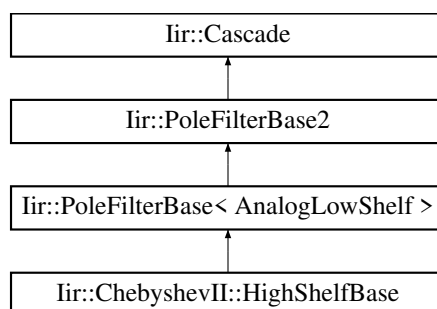 Iir::Cascade
Iir::PoleFilterBase2
Iir::PoleFilterBase< AnalogLowShelf >
Iir::ChebyshevII::HighShelfBase